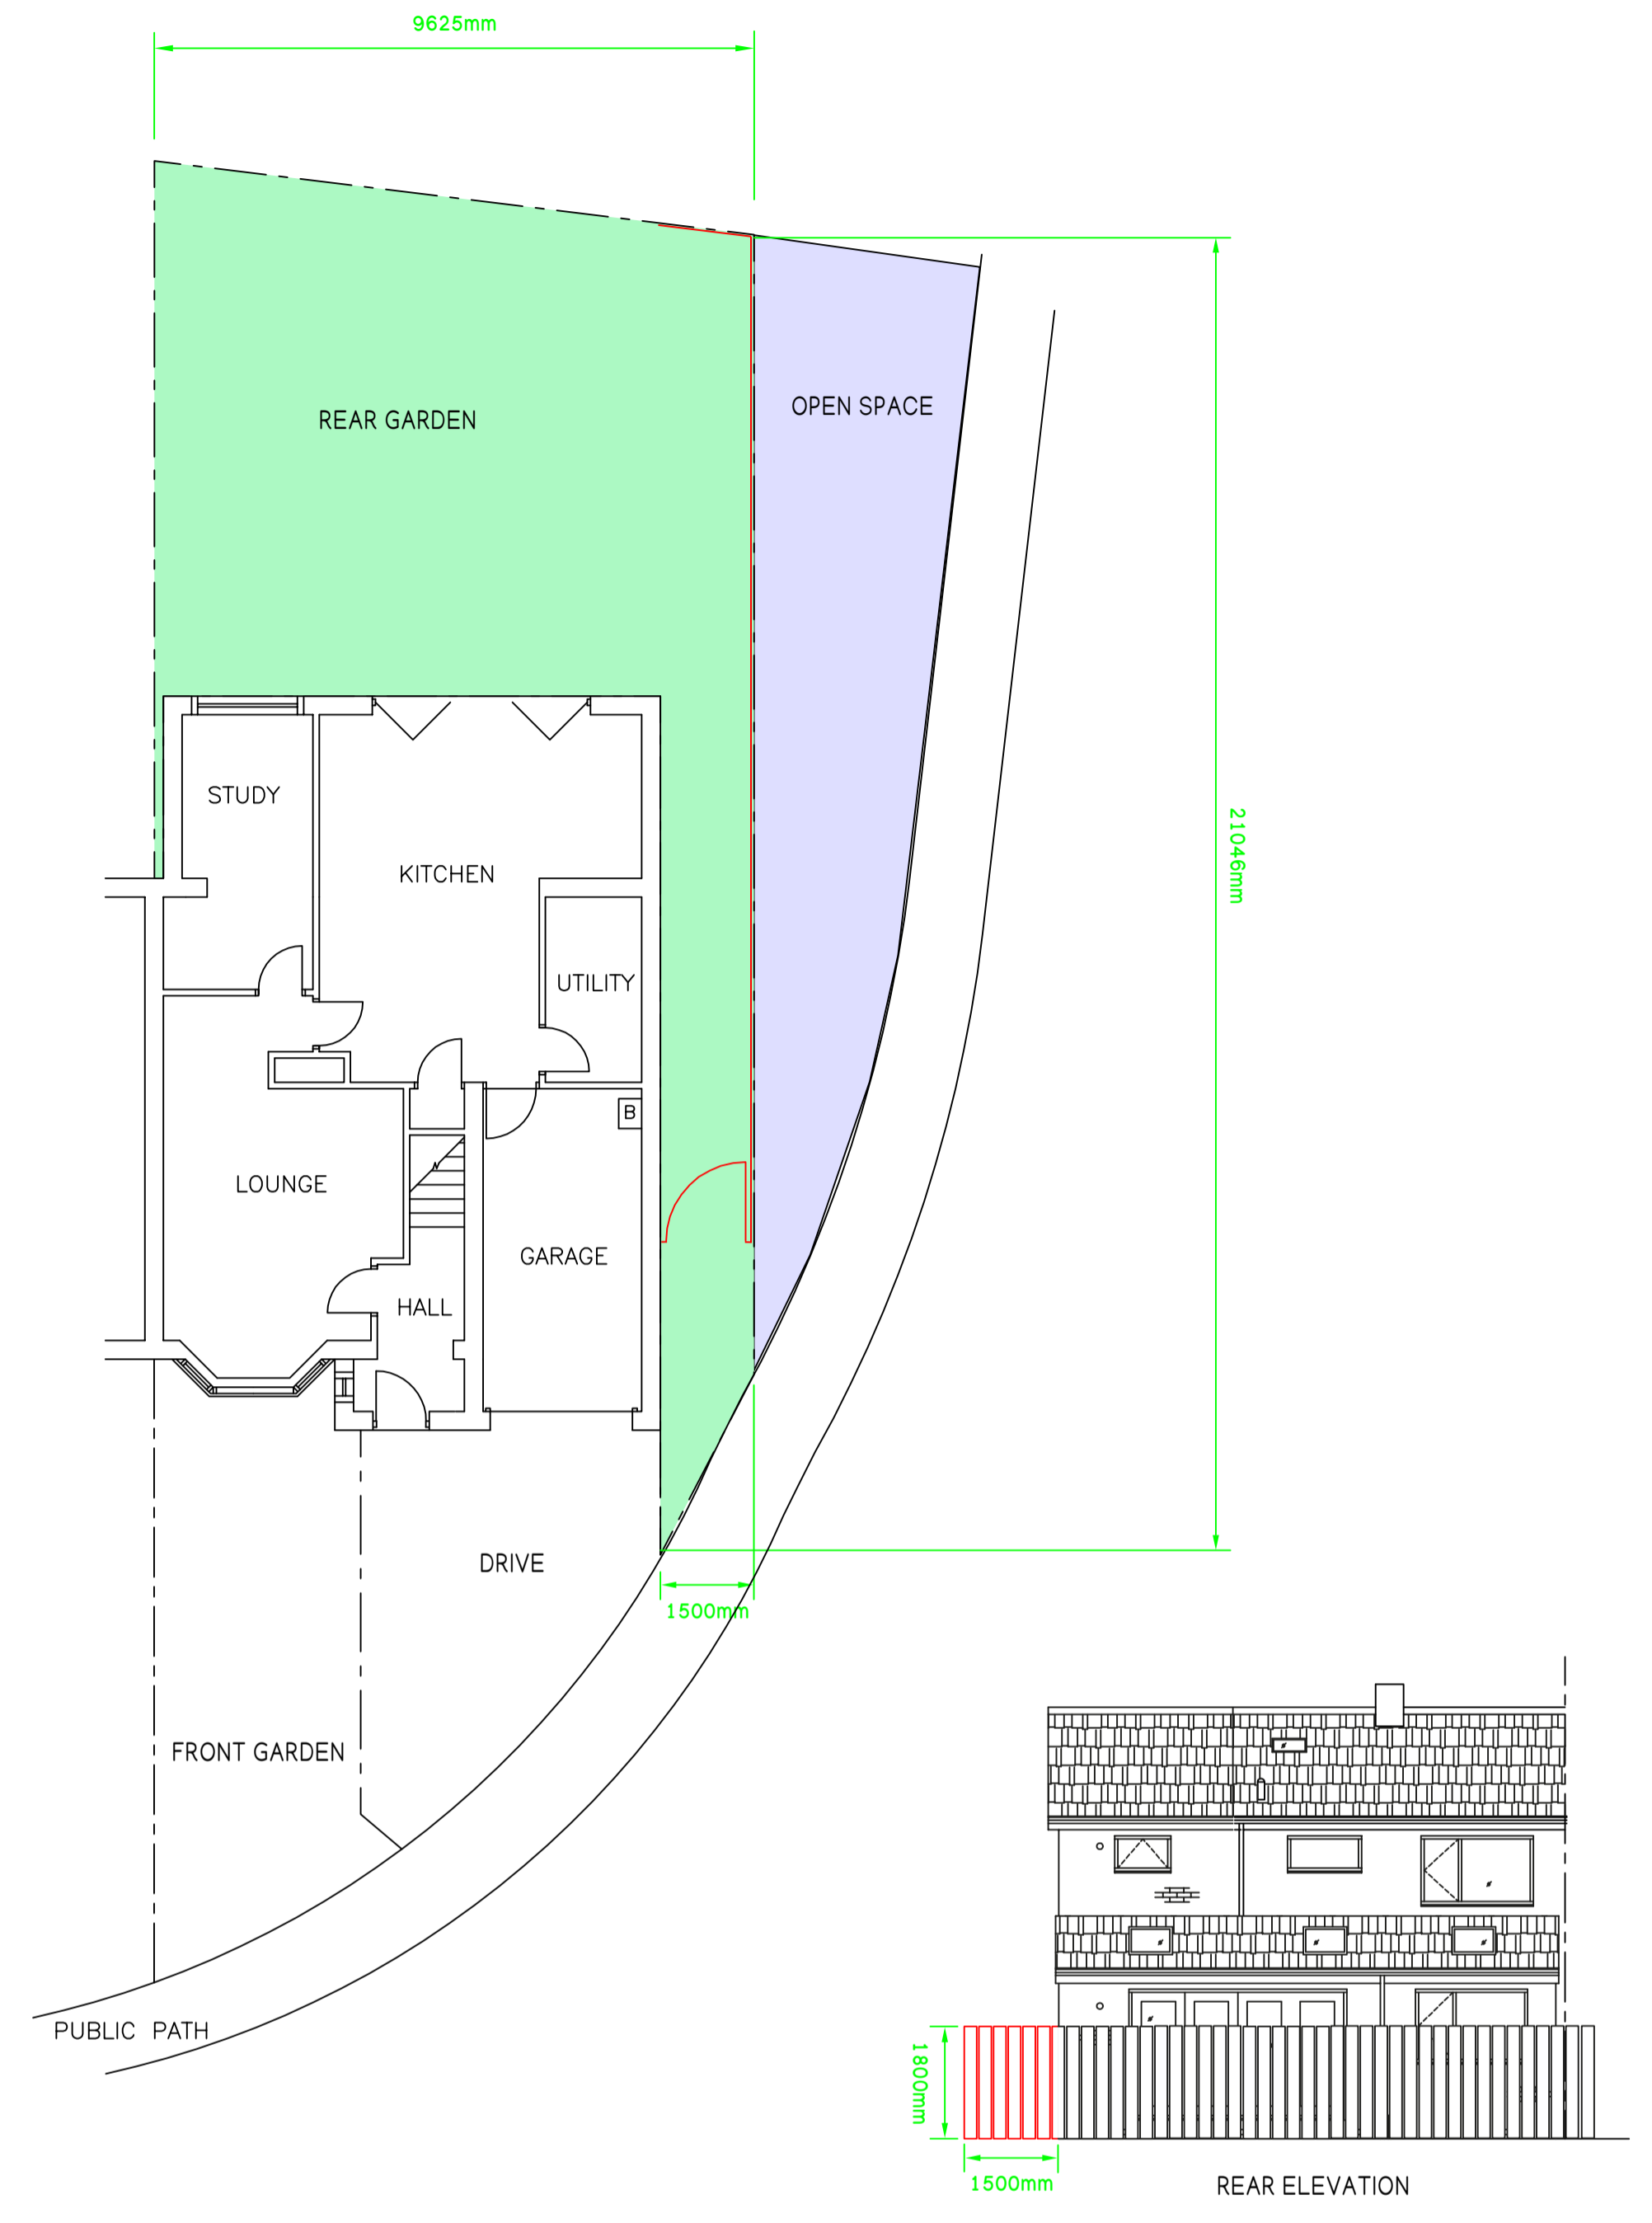 9625mm
REAR GARDEN
OPEN SPACE
STUDY
21046mm
KITCHEN
UTILITY
B
LOUNGE
GARAGE
HALL
DRIVE
1500mm
FRONT GARDEN
PUBLIC PATH
1800mm
1500mm
REAR ELEVATION